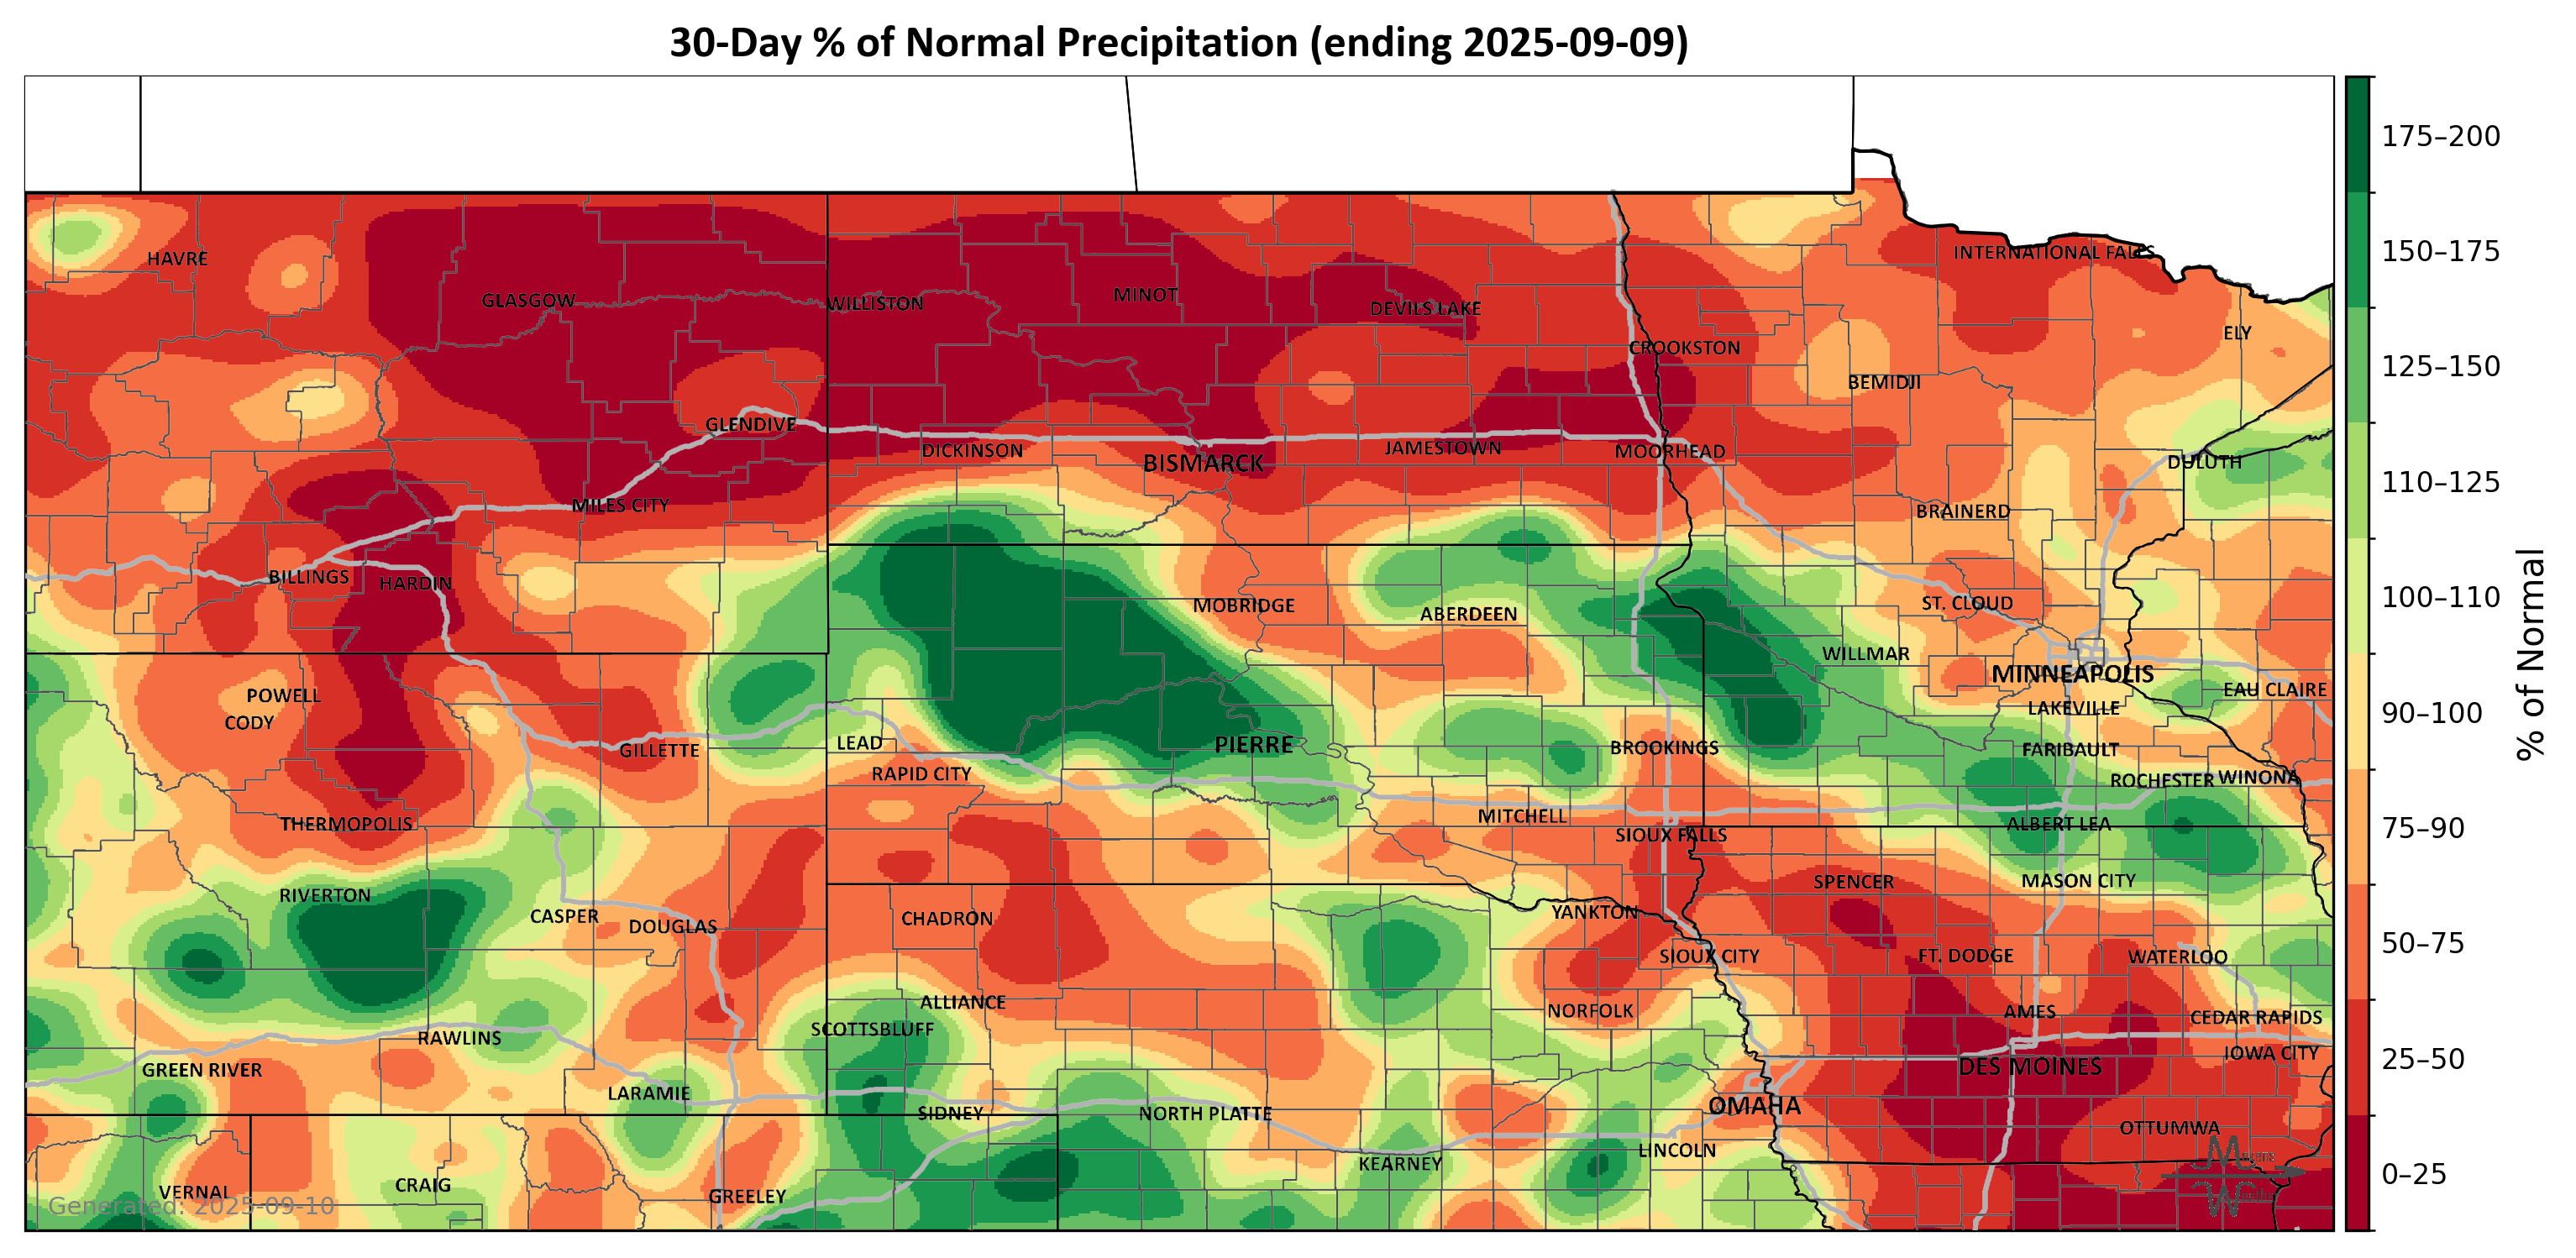 30-Day % of Normal Precipitation (ending 2025-09-09)
175–200
150–175
125–150
110–125
100–110
90–100
75–90
50–75
25–50
0–25
% of Normal
HAVRE
INTERNATIONAL FALLS
GLASGOW
WILLISTON
MINOT
DEVILS LAKE
ELY
CROOKSTON
BEMIDJI
GLENDIVE
DICKINSON
BISMARCK
JAMESTOWN
MOORHEAD
DULUTH
MILES CITY
BRAINERD
BILLINGS
HARDIN
MOBRIDGE
ABERDEEN
ST. CLOUD
WILLMAR
MINNEAPOLIS
POWELL
EAU CLAIRE
CODY
LAKEVILLE
GILLETTE
LEAD
PIERRE
BROOKINGS
FARIBAULT
RAPID CITY
ROCHESTER
WINONA
THERMOPOLIS
MITCHELL
SIOUX FALLS
ALBERT LEA
RIVERTON
SPENCER
MASON CITY
CASPER
DOUGLAS
CHADRON
YANKTON
SIOUX CITY
FT. DODGE
WATERLOO
ALLIANCE
NORFOLK
AMES
CEDAR RAPIDS
SCOTTSBLUFF
RAWLINS
IOWA CITY
GREEN RIVER
DES MOINES
LARAMIE
SIDNEY
NORTH PLATTE
OMAHA
OTTUMWA
KEARNEY
LINCOLN
VERNAL
CRAIG
GREELEY
Generated: 2025-09-10